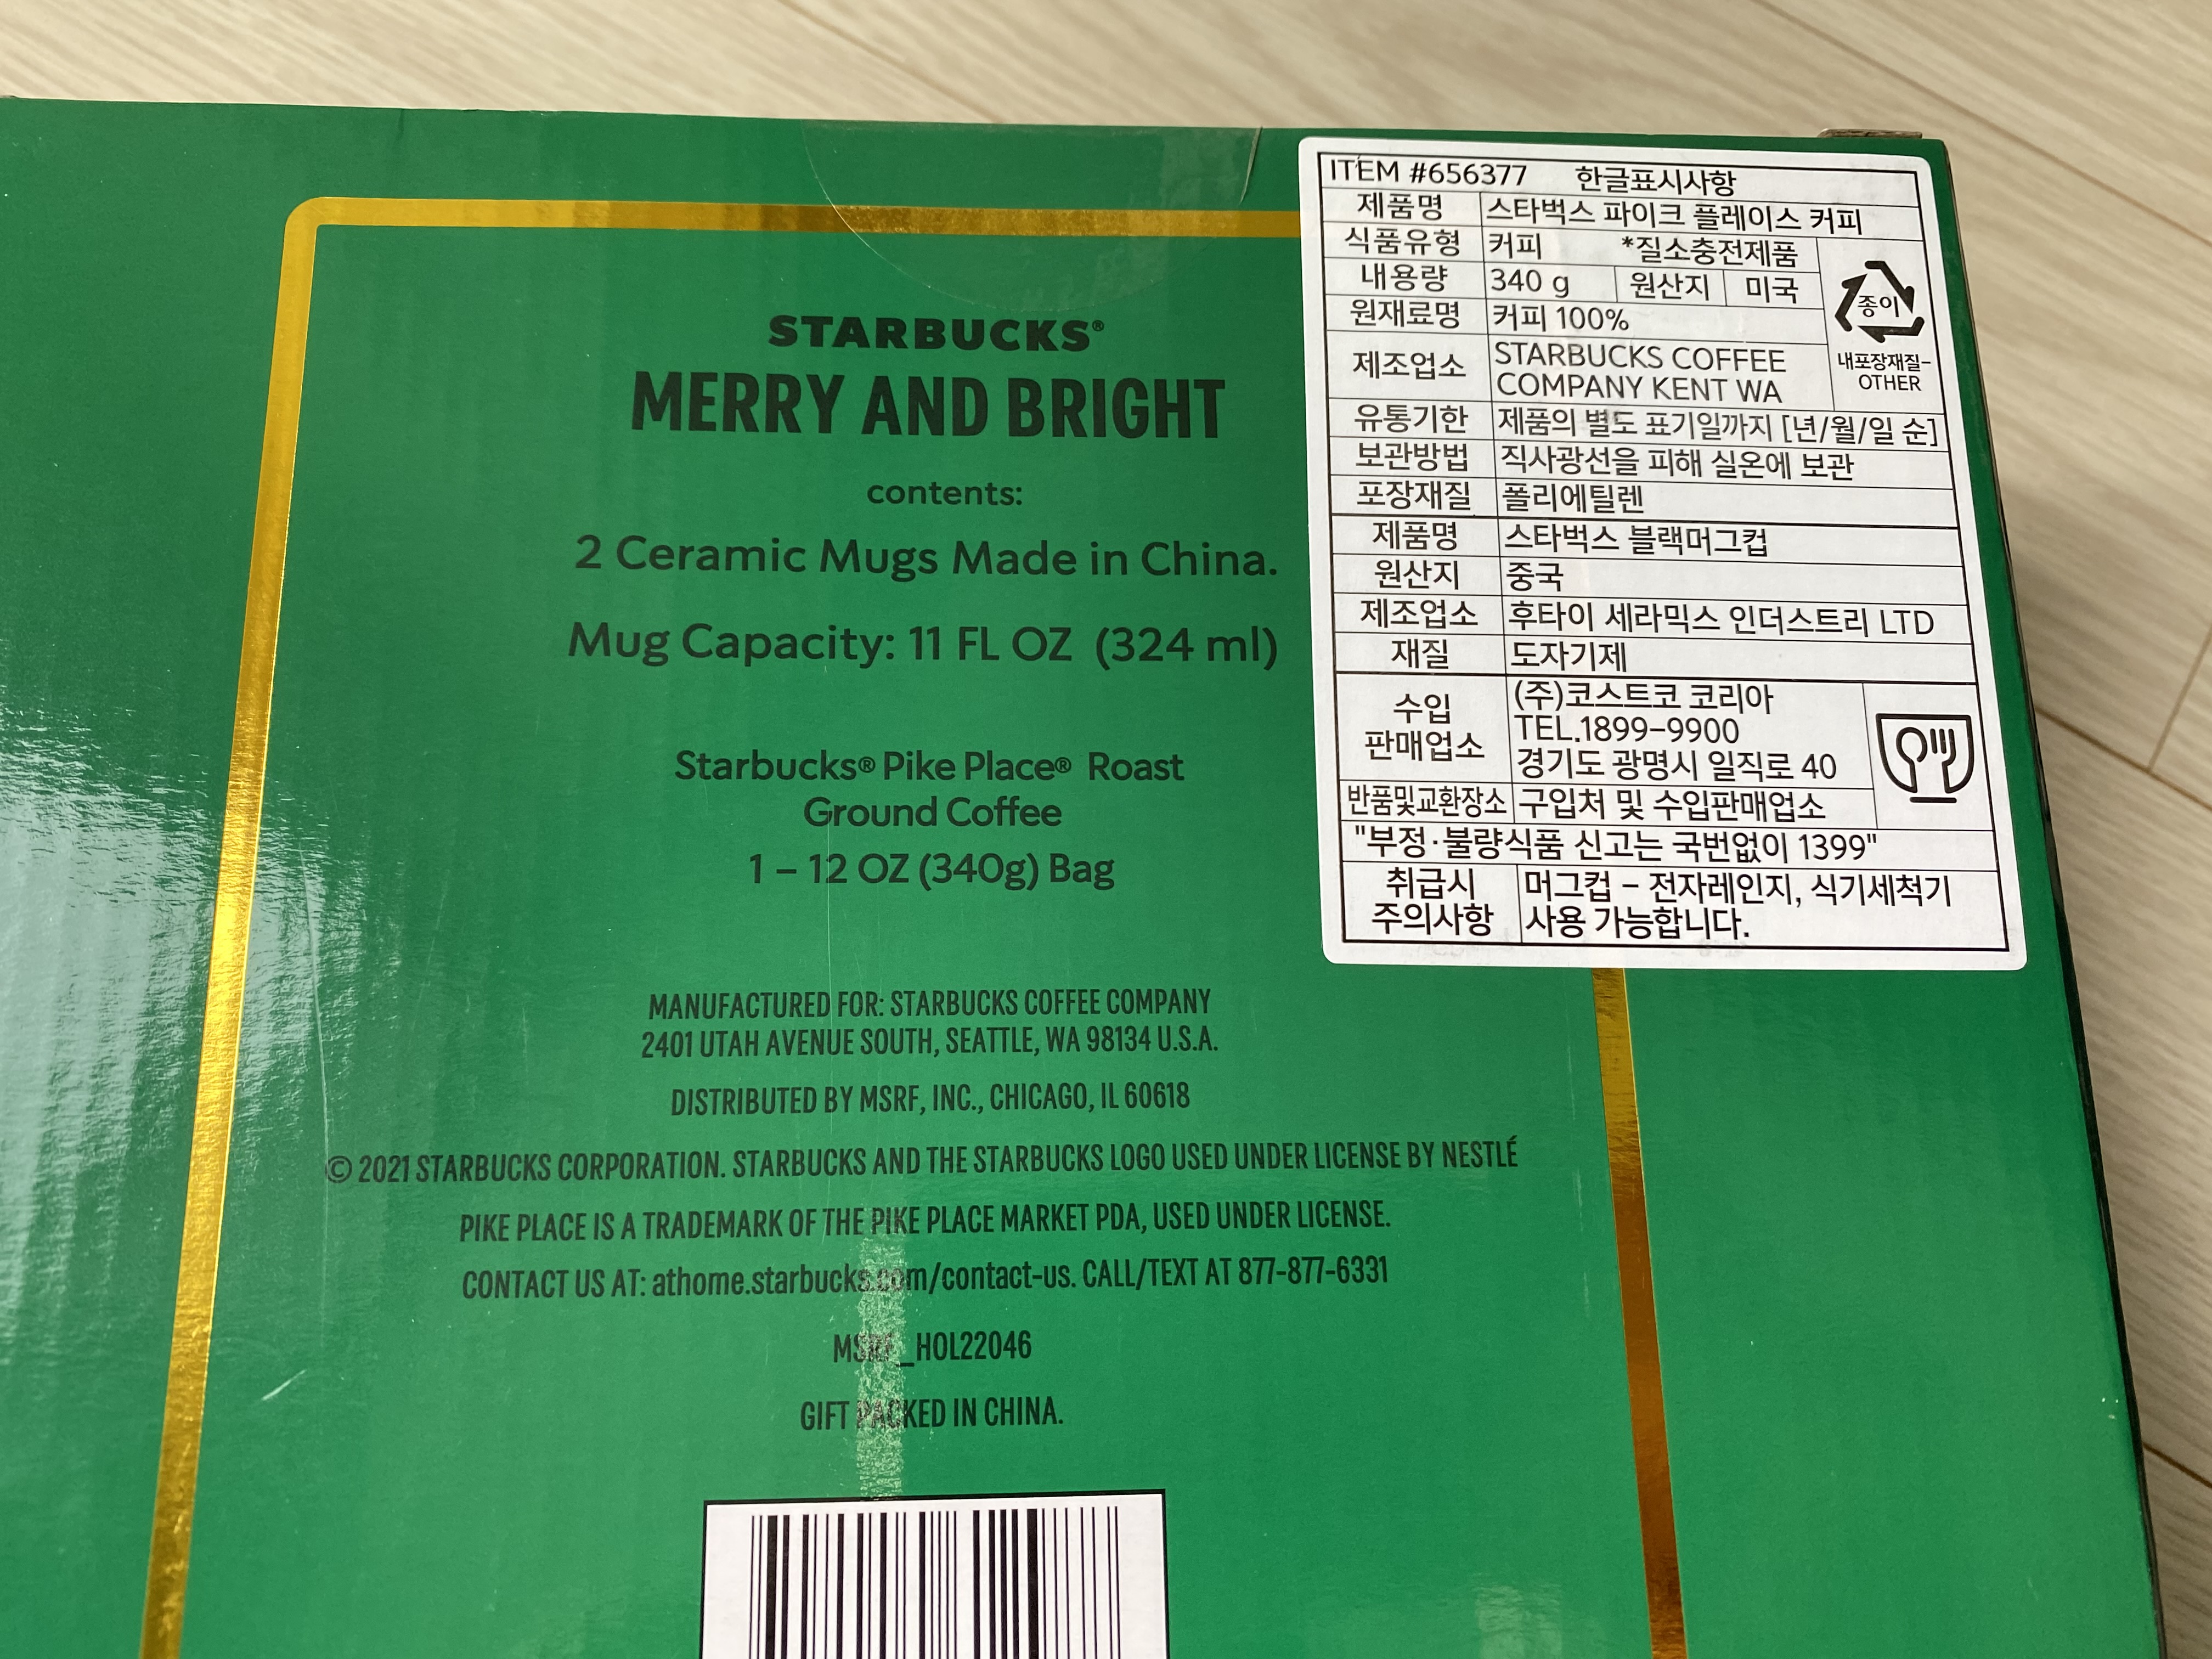 STARBUCKS®
MERRY AND BRIGHT
contents:
2 Ceramic Mugs Made in China.
Mug Capacity: 11 FL OZ (324 ml)
Starbucks® Pike Place® Roast
Ground Coffee
1 – 12 OZ (340g) Bag
MANUFACTURED FOR: STARBUCKS COFFEE COMPANY
2401 UTAH AVENUE SOUTH, SEATTLE, WA 98134 U.S.A.
DISTRIBUTED BY MSRF, INC., CHICAGO, IL 60618
© 2021 STARBUCKS CORPORATION. STARBUCKS AND THE STARBUCKS LOGO USED UNDER LICENSE BY NESTLÉ
PIKE PLACE IS A TRADEMARK OF THE PIKE PLACE MARKET PDA, USED UNDER LICENSE.
CONTACT US AT: athome.starbucks.com/contact-us. CALL/TEXT AT 877-877-6331
MSRF_HOL22046
GIFT PACKED IN CHINA.
ITEM #656377 한글표시사항
제품명 스타벅스 파이크 플레이스 커피
식품유형 커피 *질소충전제품
내용량 340 g 원산지 미국
원재료명 커피 100%
제조업소 STARBUCKS COFFEE
COMPANY KENT WA
종이
내포장재질-
OTHER
유통기한 제품의 별도 표기일까지 [년/월/일 순]
보관방법 직사광선을 피해 실온에 보관
포장재질 폴리에틸렌
제품명 스타벅스 블랙머그컵
원산지 중국
제조업소 후타이 세라믹스 인더스트리 LTD
재질 도자기제
수입
판매업소
(주)코스트코 코리아
TEL.1899-9900
경기도 광명시 일직로 40
반품및교환장소 구입처 및 수입판매업소
"부정·불량식품 신고는 국번없이 1399"
취급시
주의사항
머그컵 - 전자레인지, 식기세척기
사용 가능합니다.